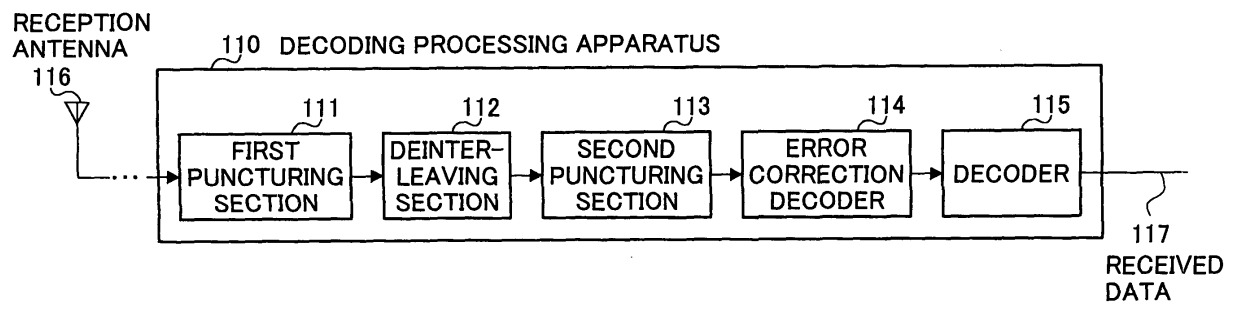 RECEPTION
ANTENNA
116
110 DECODING PROCESSING APPARATUS
111
FIRST
PUNCTURING
SECTION
112
DEINTER-
LEAVING
SECTION
113
SECOND
PUNCTURING
SECTION
114
ERROR
CORRECTION
DECODER
115
DECODER
117
RECEIVED
DATA